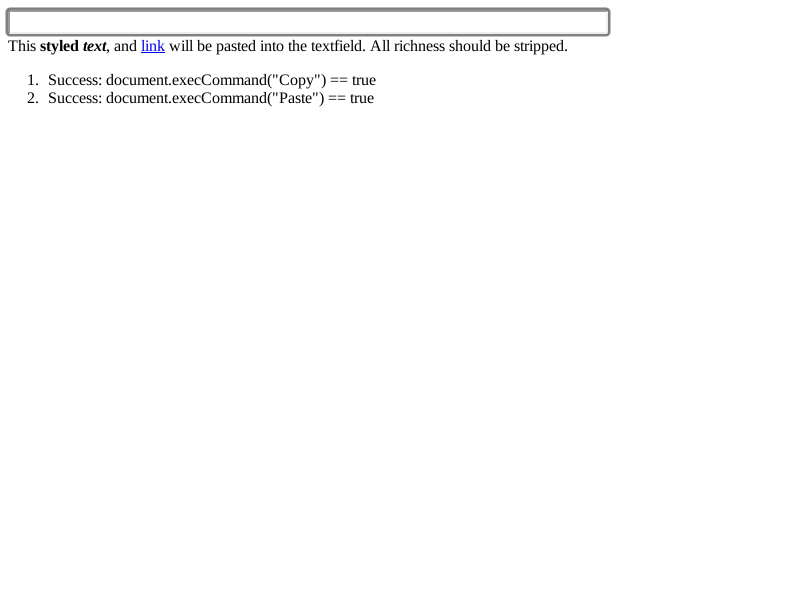 This styled text, and link will be pasted into the textfield. All richness should be stripped.
1. Success: document.execCommand("Copy") == true
2. Success: document.execCommand("Paste") == true